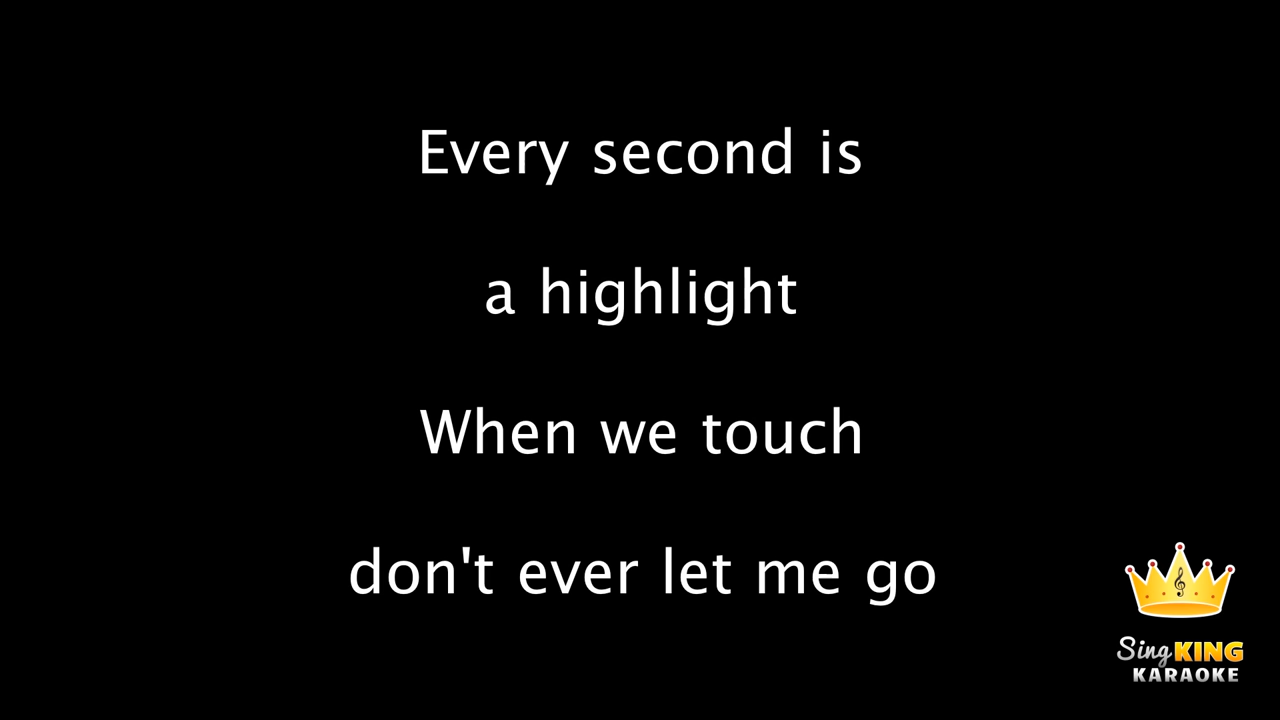 Every second is
a highlight
When we touch
don't ever let me go
Sing KING
KARAOKE